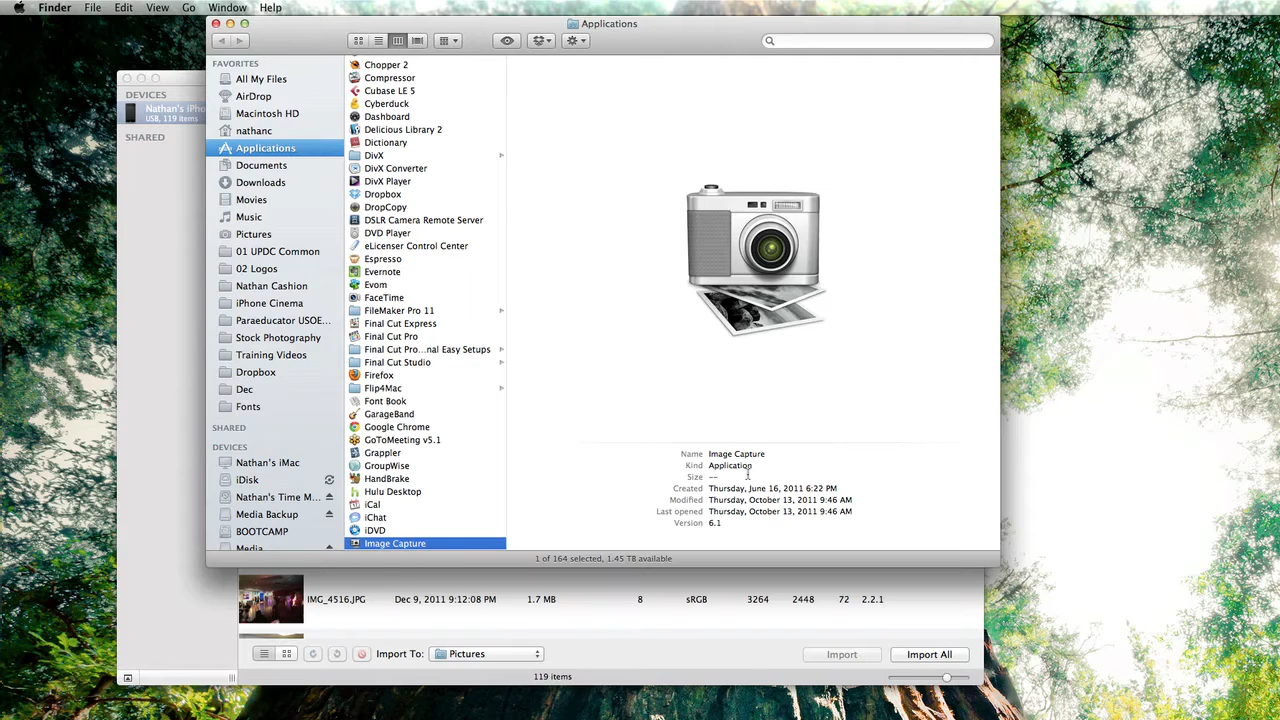 Finder File Edit View Go Window Help
Applications
FAVORITES
All My Files
AirDrop
Macintosh HD
nathanc
Applications
Documents
Downloads
Movies
Music
Pictures
01 UPDC Common
02 Logos
Nathan Cashion
iPhone Cinema
Paraeducator USOE...
Stock Photography
Training Videos
Dropbox
Dec
Fonts
SHARED
DEVICES
Nathan's iMac
iDisk
Nathan's Time M...
Media Backup
BOOTCAMP
Media
Chopper 2
Compressor
Cubase LE 5
Cyberduck
Dashboard
Delicious Library 2
Dictionary
DivX
DivX Converter
DivX Player
Dropbox
DropCopy
DSLR Camera Remote Server
DVD Player
eLicenser Control Center
Espresso
Evernote
Evom
FaceTime
FileMaker Pro 11
Final Cut Express
Final Cut Pro
Final Cut Pro...nal Easy Setups
Final Cut Studio
Firefox
Flip4Mac
Font Book
GarageBand
Google Chrome
GoToMeeting v5.1
Grappler
GroupWise
HandBrake
Hulu Desktop
iCal
iChat
iDVD
Image Capture
Name Image Capture
Kind Application
Size --
Created Thursday, June 16, 2011 6:22 PM
Modified Thursday, October 13, 2011 9:46 AM
Last opened Thursday, October 13, 2011 9:46 AM
Version 6.1
1 of 164 selected, 1.45 TB available
DEVICES
Nathan's iPho
USB, 119 items
SHARED
IMG_4516.JPG Dec 9, 2011 9:12:08 PM 1.7 MB 8 sRGB 3264 2448 72 2.2.1
Import To: Pictures Import Import All
119 items